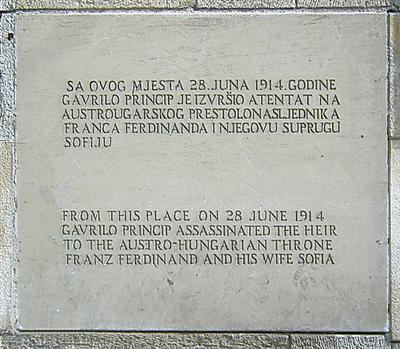 SA OVOG MJESTA 28. JUNA 1914. GODINE
GAVRILO PRINCIP JE IZVRŠIO ATENTAT NA
AUSTROUGARSKOG PRESTOLONASLJEDNIKA
FRANCA FERDINANDA I NJEGOVU SUPRUGU
SOFIJU
FROM THIS PLACE ON 28 JUNE 1914
GAVRILO PRINCIP ASSASSINATED THE HEIR
TO THE AUSTRO-HUNGARIAN THRONE
FRANZ FERDINAND AND HIS WIFE SOFIA